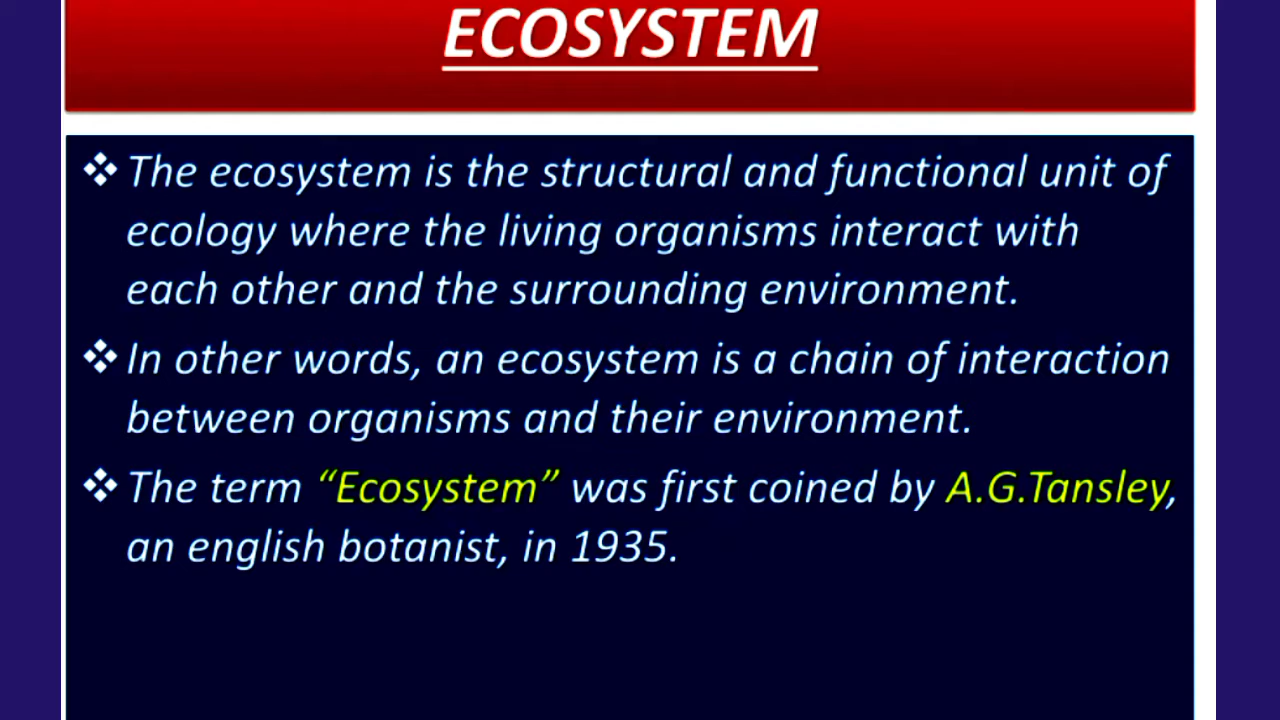 ECOSYSTEM
❖ The ecosystem is the structural and functional unit of
ecology where the living organisms interact with
each other and the surrounding environment.
❖ In other words, an ecosystem is a chain of interaction
between organisms and their environment.
❖ The term “Ecosystem” was first coined by A.G.Tansley,
an english botanist, in 1935.